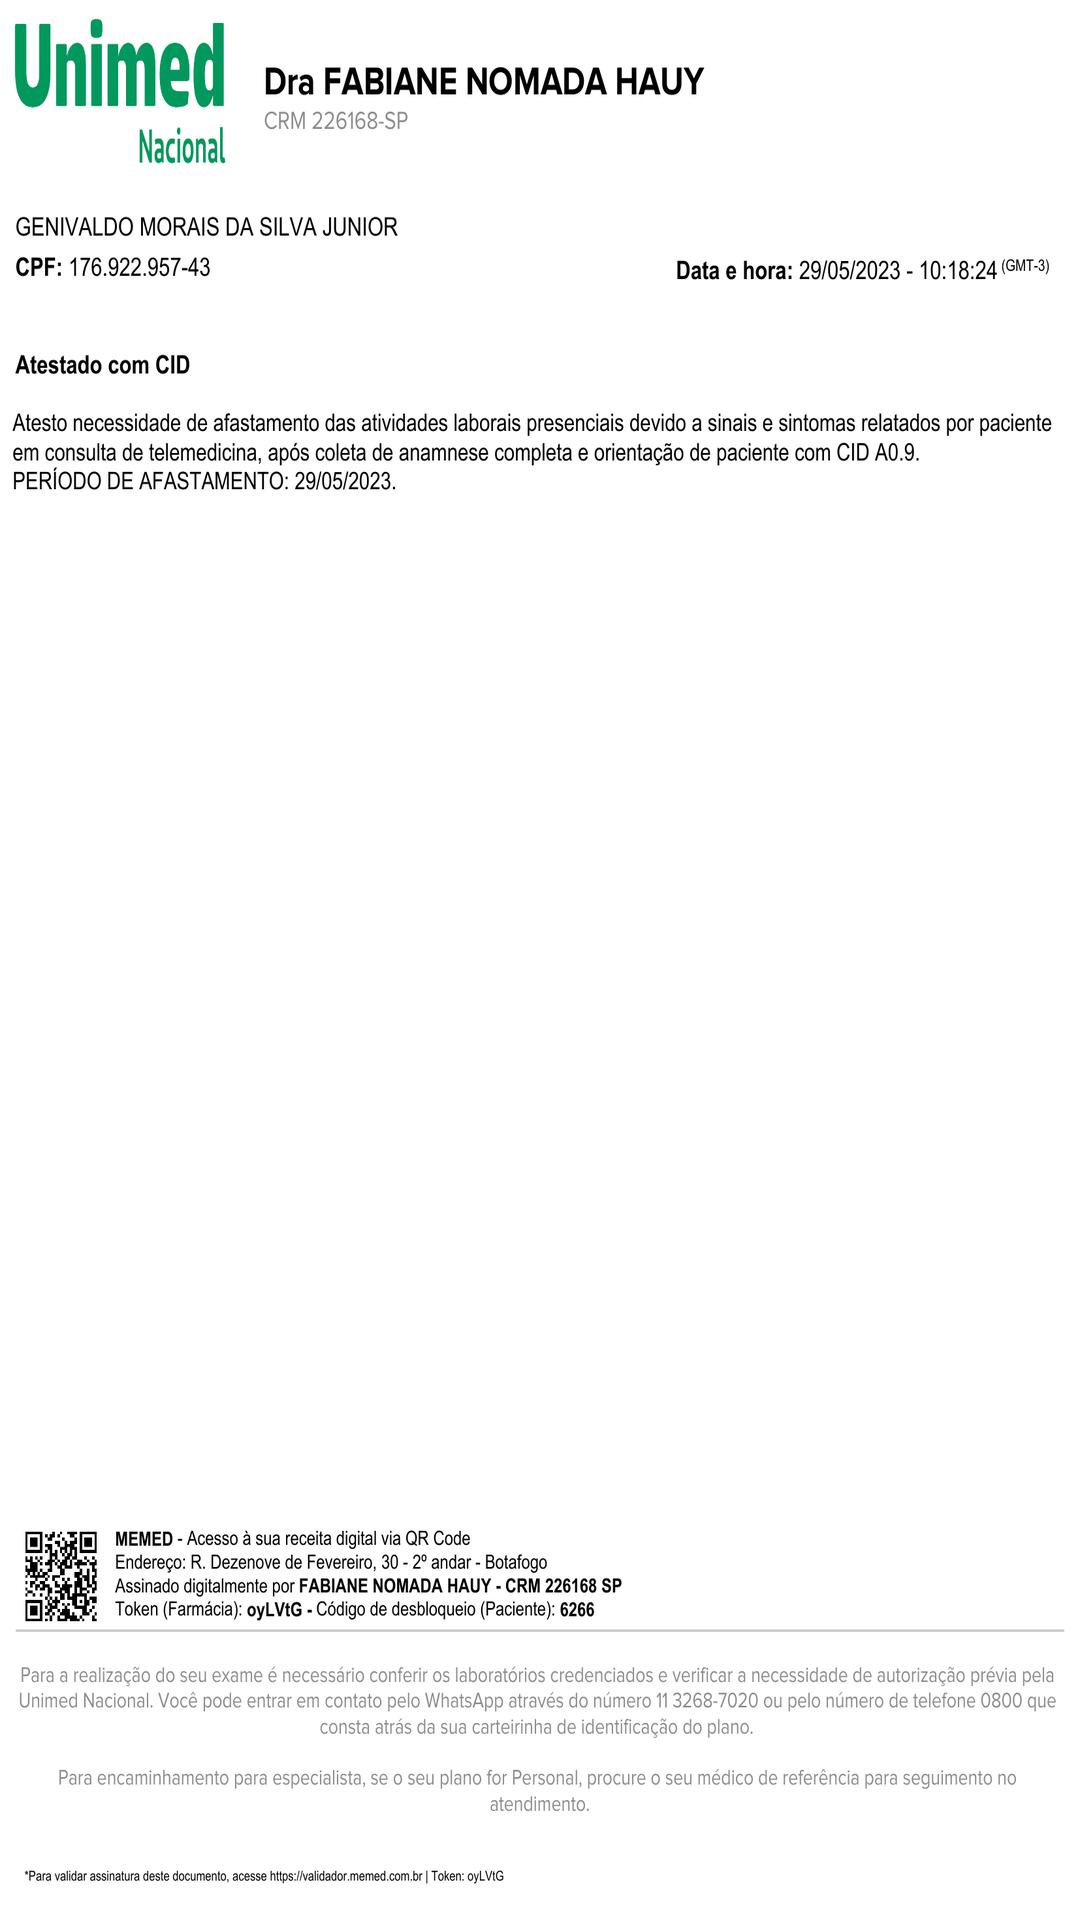 Unimed
Nacional
Dra FABIANE NOMADA HAUY
CRM 226168-SP
GENIVALDO MORAIS DA SILVA JUNIOR
CPF: 176.922.957-43
Data e hora: 29/05/2023 - 10:18:24 (GMT-3)
Atestado com CID
Atesto necessidade de afastamento das atividades laborais presenciais devido a sinais e sintomas relatados por paciente
em consulta de telemedicina, após coleta de anamnese completa e orientação de paciente com CID A0.9.
PERÍODO DE AFASTAMENTO: 29/05/2023.
MEMED - Acesso à sua receita digital via QR Code
Endereço: R. Dezenove de Fevereiro, 30 - 2º andar - Botafogo
Assinado digitalmente por FABIANE NOMADA HAUY - CRM 226168 SP
Token (Farmácia): oyLVtG - Código de desbloqueio (Paciente): 6266
Para a realização do seu exame é necessário conferir os laboratórios credenciados e verificar a necessidade de autorização prévia pela
Unimed Nacional. Você pode entrar em contato pelo WhatsApp através do número 11 3268-7020 ou pelo número de telefone 0800 que
consta atrás da sua carteirinha de identificação do plano.
Para encaminhamento para especialista, se o seu plano for Personal, procure o seu médico de referência para seguimento no
atendimento.
*Para validar assinatura deste documento, acesse https://validador.memed.com.br | Token: oyLVtG